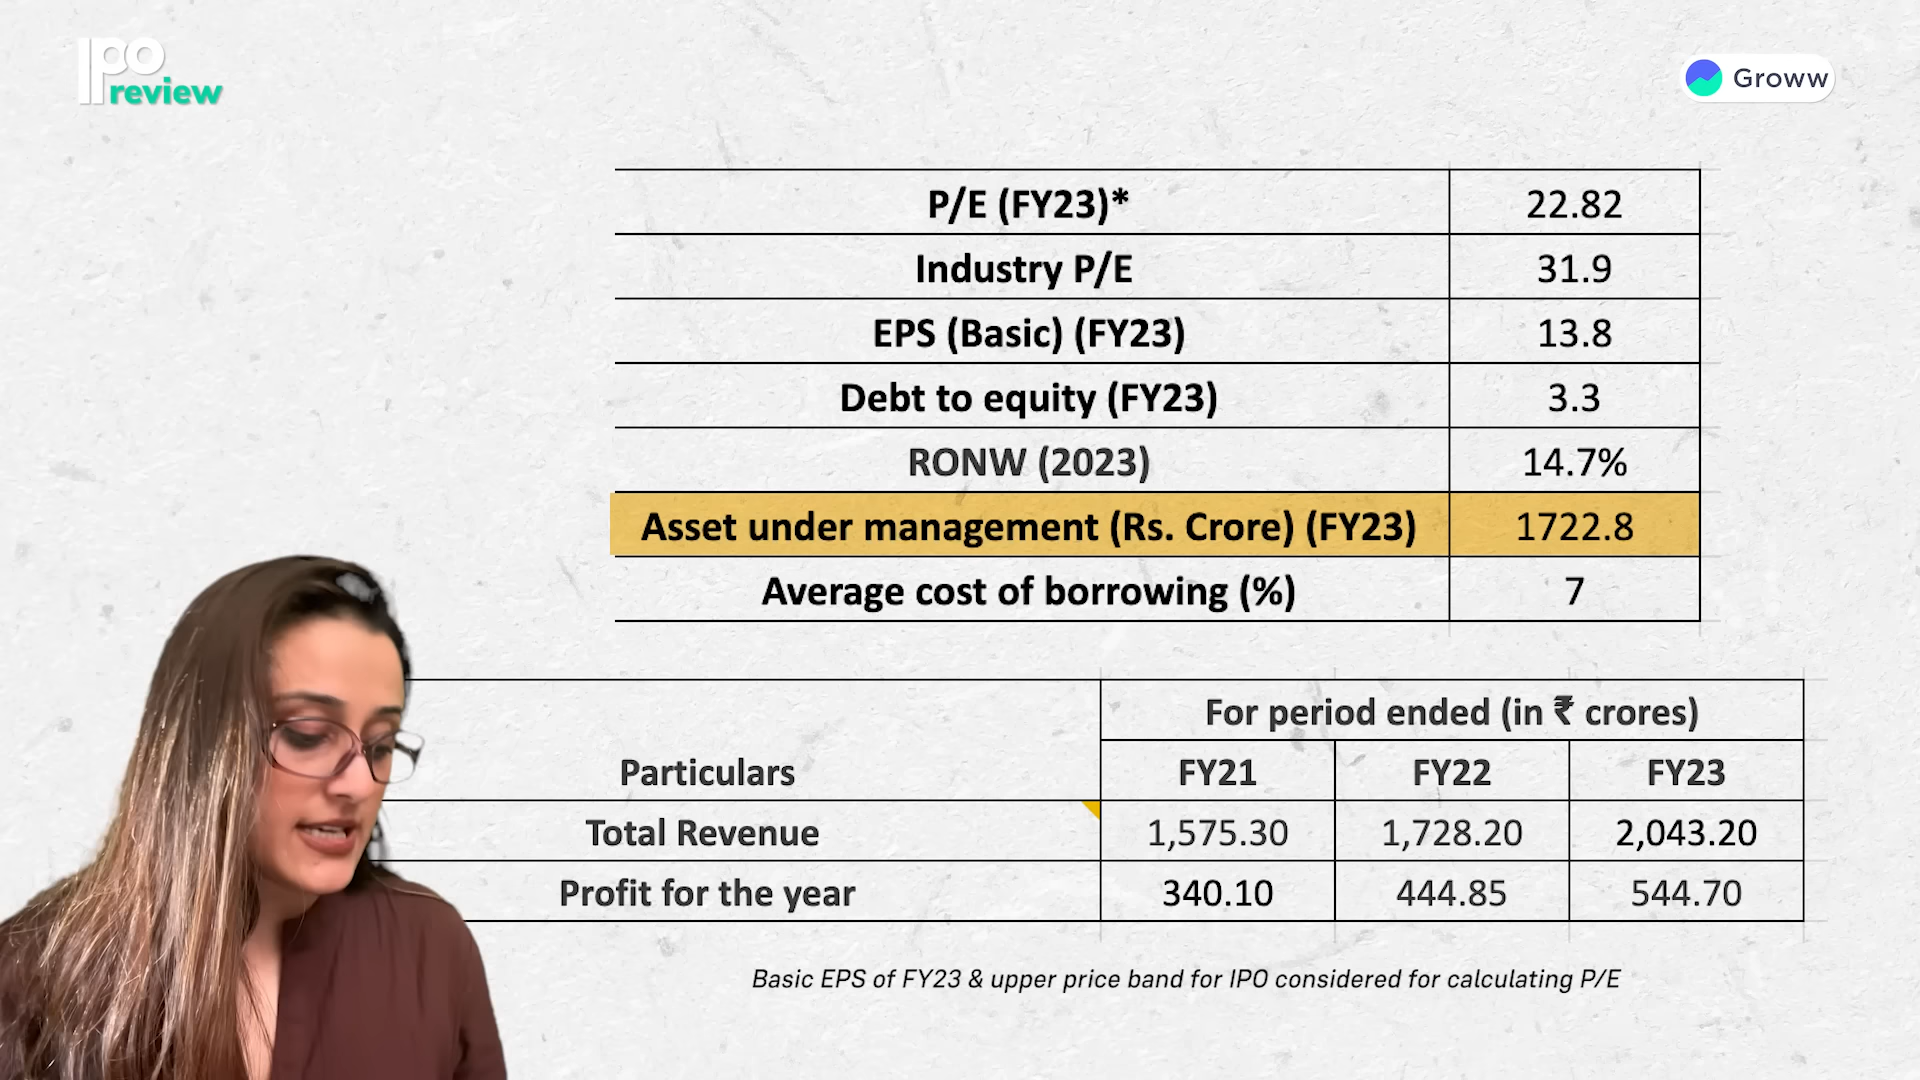 IPO
review
Groww
P/E (FY23)* 22.82
Industry P/E 31.9
EPS (Basic) (FY23) 13.8
Debt to equity (FY23) 3.3
RONW (2023) 14.7%
Asset under management (Rs. Crore) (FY23) 1722.8
Average cost of borrowing (%) 7
For period ended (in ₹ crores)
Particulars FY21 FY22 FY23
Total Revenue 1,575.30 1,728.20 2,043.20
Profit for the year 340.10 444.85 544.70
Basic EPS of FY23 & upper price band for IPO considered for calculating P/E